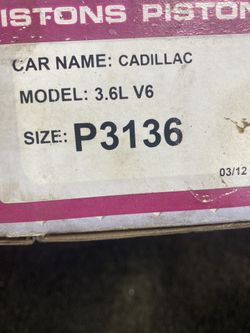 ISTONS PISTON
CAR NAME: CADILLAC
MODEL: 3.6L V6
SIZE: P3136
03/12